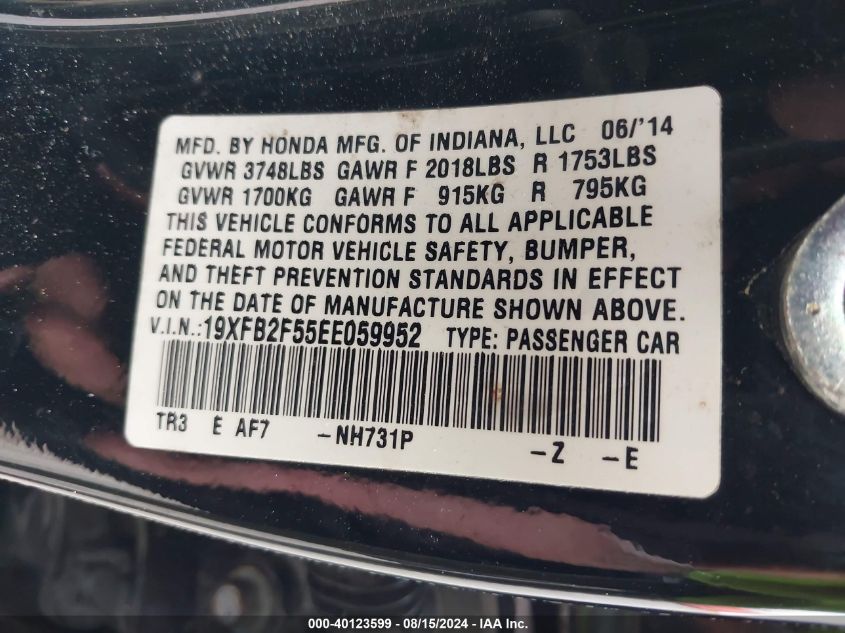 MFD. BY HONDA MFG. OF INDIANA, LLC 06/'14
GVWR 3748LBS GAWR F 2018LBS R 1753LBS
GVWR 1700KG GAWR F 915KG R 795KG
THIS VEHICLE CONFORMS TO ALL APPLICABLE
FEDERAL MOTOR VEHICLE SAFETY, BUMPER,
AND THEFT PREVENTION STANDARDS IN EFFECT
ON THE DATE OF MANUFACTURE SHOWN ABOVE.
V.I.N.:19XFB2F55EE059952 TYPE: PASSENGER CAR
TR3 E AF7 -NH731P -Z -E
000-40123599 - 08/15/2024 - IAA Inc.